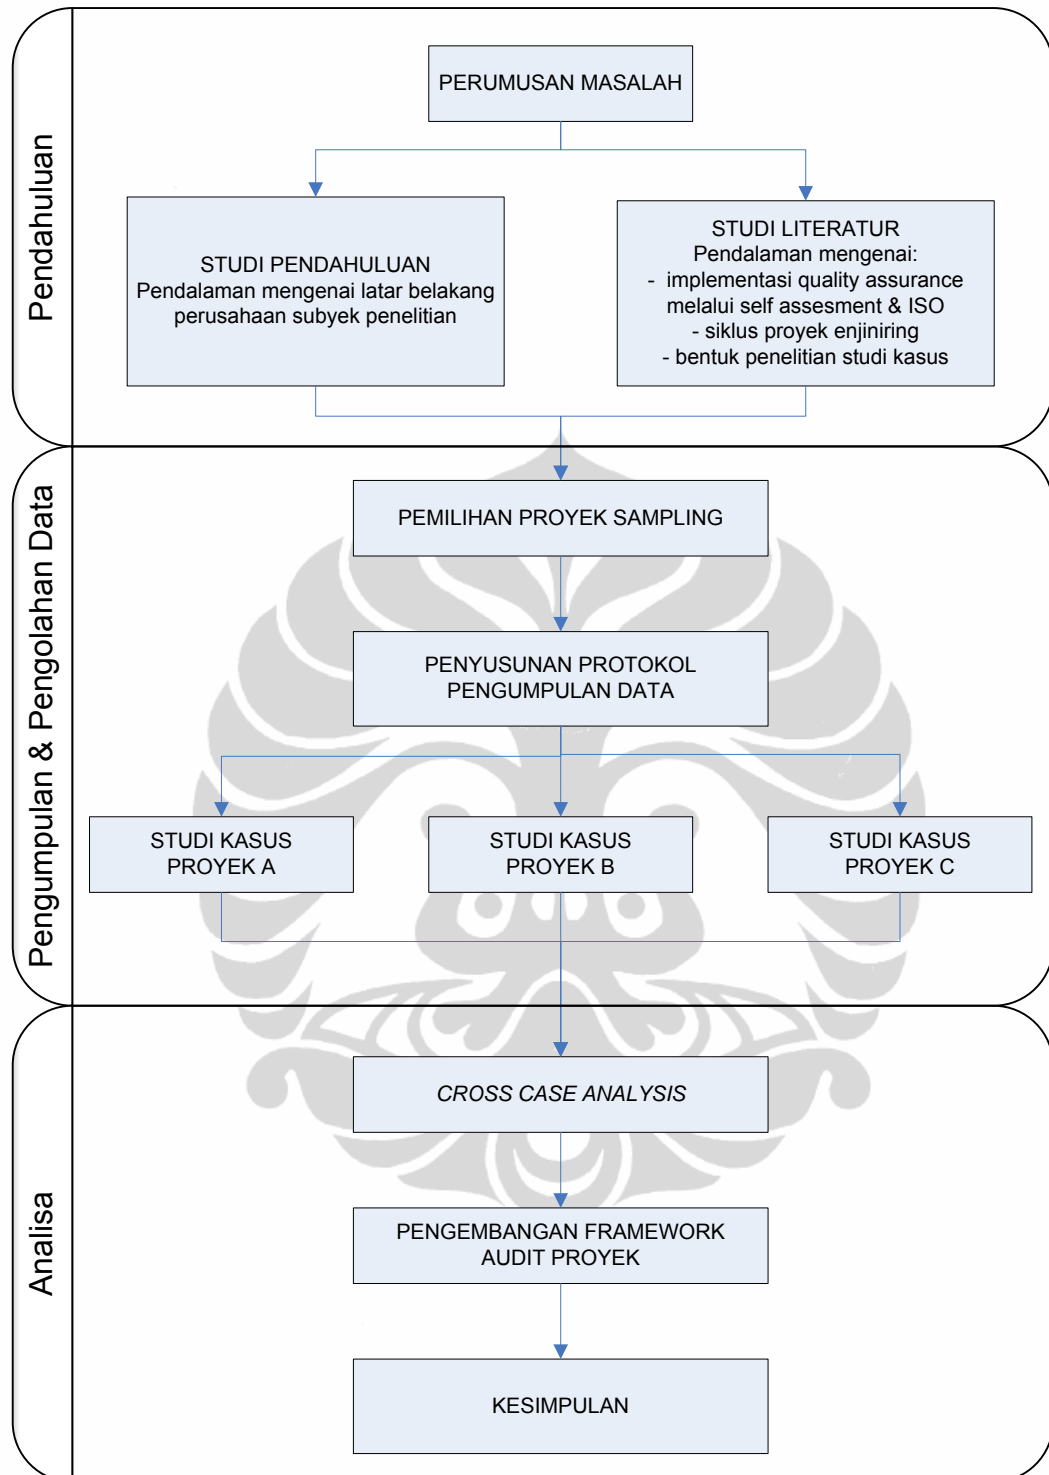 Pendahuluan
PERUMUSAN MASALAH
STUDI PENDAHULUAN
Pendalaman mengenai latar belakang
perusahaan subyek penelitian
STUDI LITERATUR
Pendalaman mengenai:
- implementasi quality assurance
melalui self assesment & ISO
- siklus proyek enjiniring
- bentuk penelitian studi kasus
Pengumpulan & Pengolahan Data
PEMILIHAN PROYEK SAMPLING
PENYUSUNAN PROTOKOL
PENGUMPULAN DATA
STUDI KASUS
PROYEK A
STUDI KASUS
PROYEK B
STUDI KASUS
PROYEK C
Analisa
CROSS CASE ANALYSIS
PENGEMBANGAN FRAMEWORK
AUDIT PROYEK
KESIMPULAN